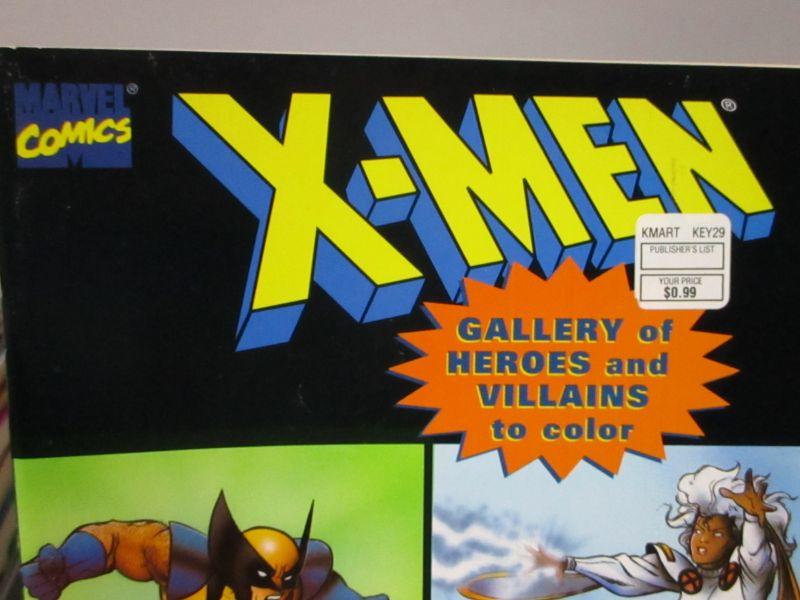 MARVEL®
COMICS
X-MEN®
KMART KEY29
PUBLISHER'S LIST
YOUR PRICE
$0.99
GALLERY of
HEROES and
VILLAINS
to color